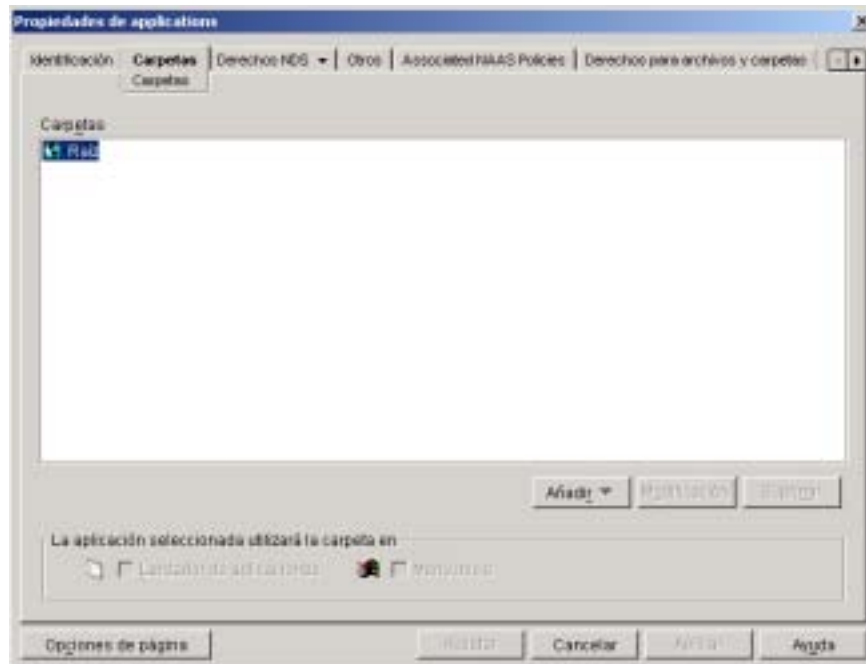 Propiedades de applications
Identificación Carpetas Derechos NDS Otros Associated NAAS Policies Derechos para archivos y carpetas
Carpetas
Carpetas
Raíz
Añadir
La aplicación seleccionada utilizará la carpeta en
Opciones de página Cancelar Ayuda